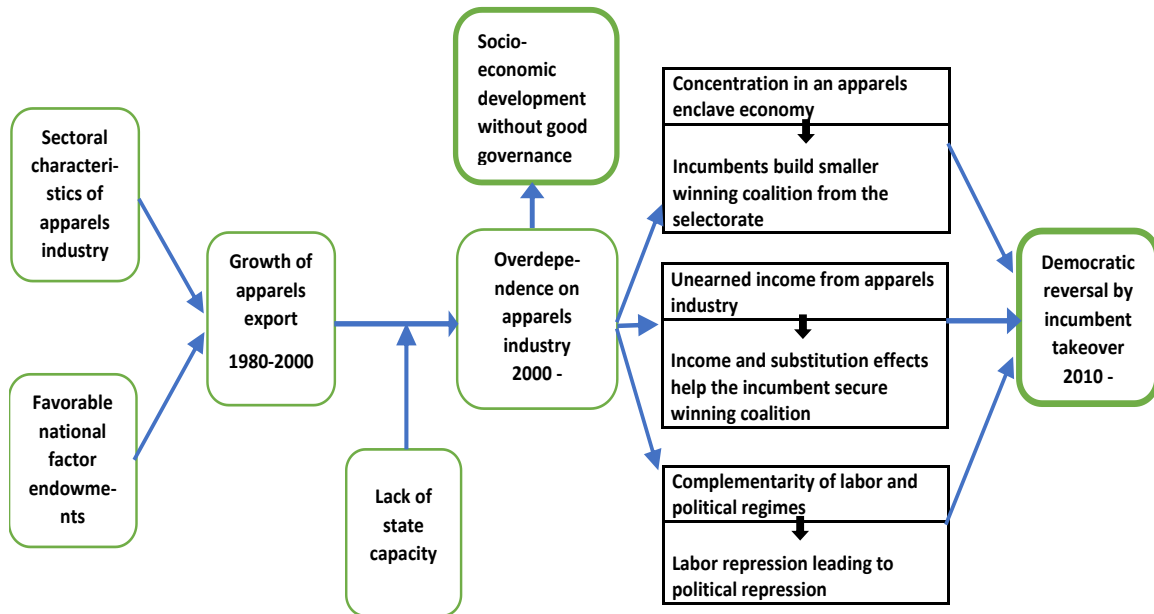 Sectoral
characteri-
stics of
apparels
industry
Favorable
national
factor
endowme-
nts
Growth of
apparels
export
1980-2000
Lack of
state
capacity
Socio-
economic
development
without good
governance
Overdepe-
ndence on
apparels
industry
2000 -
Concentration in an apparels
enclave economy
Incumbents build smaller
winning coalition from the
selectorate
Unearned income from apparels
industry
Income and substitution effects
help the incumbent secure
winning coalition
Complementarity of labor and
political regimes
Labor repression leading to
political repression
Democratic
reversal by
incumbent
takeover
2010 -